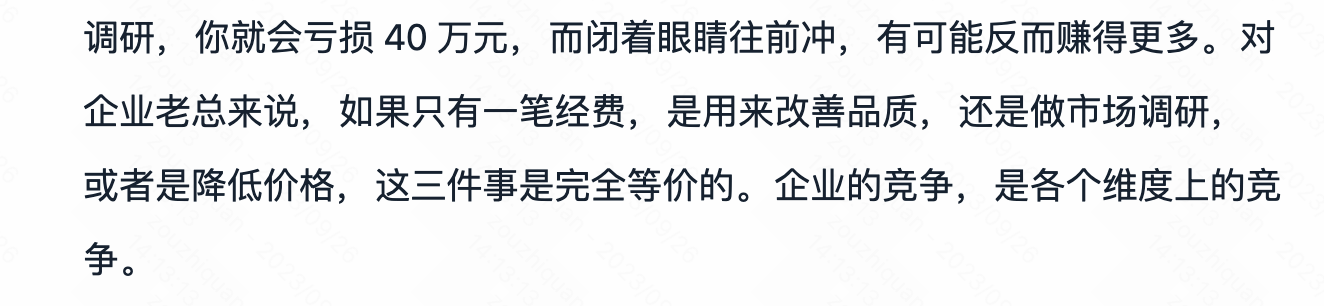 调研，你就会亏损 40 万元，而闭着眼睛往前冲，有可能反而赚得更多。对
企业老总来说，如果只有一笔经费，是用来改善品质，还是做市场调研，
或者是降低价格，这三件事是完全等价的。企业的竞争，是各个维度上的竞
争。